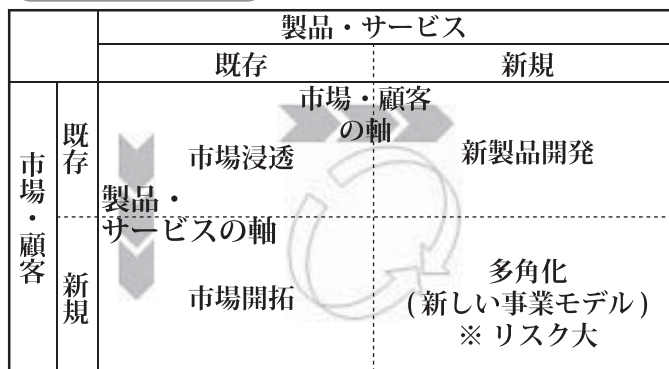 製品・サービス
既存
新規
市場・顧客
既存
新規
市場・顧客
の軸
市場浸透
新製品開発
製品・
サービスの軸
市場開拓
多角化
(新しい事業モデル)
※ リスク大